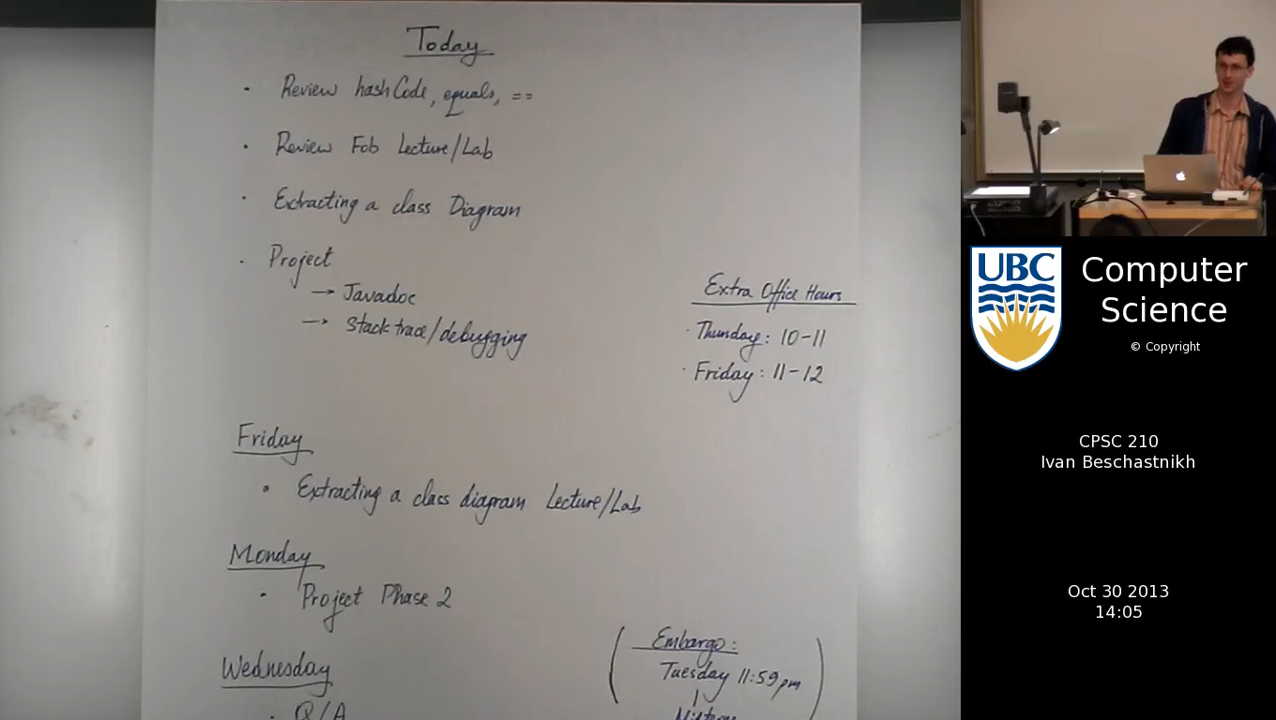 Today
· Review hashCode, equals, ==
· Review Fob Lecture/Lab
· Extracting a class Diagram
· Project
→ Javadoc
→ Stack trace/debugging
Extra Office Hours
· Thursday: 10-11
· Friday: 11-12
Friday
• Extracting a class diagram Lecture/Lab
Monday
• Project Phase 2
Wednesday
• Q/A
(Embargo:
Tuesday 11:59pm)
Midterm
UBC
Computer
Science
© Copyright
CPSC 210
Ivan Beschastnikh
Oct 30 2013
14:05